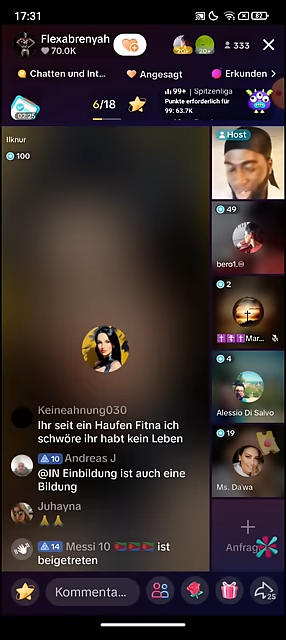 17:31
82
Flexabrenyah
70.0K
20+
20+
333
Chatten und Int...
Angesagt
Erkunden
02:25
6/18
99+ | Spitzenliga
Punkte erforderlich für
99: 63.7K
Ilknur
100
Host
49
bero1.
2
Mar...
4
Alessio Di Salvo
19
Ms. Dawa
Keineahnung030
Ihr seit ein Haufen Fitna ich
schwöre ihr habt kein Leben
10 Andreas J
@IN Einbildung ist auch eine
Bildung
Juhayna
🙏🙏
14 Messi 10 🇪🇷🇪🇷🇪🇷 ist
beigetreten
Anfrage
Kommenta...
25